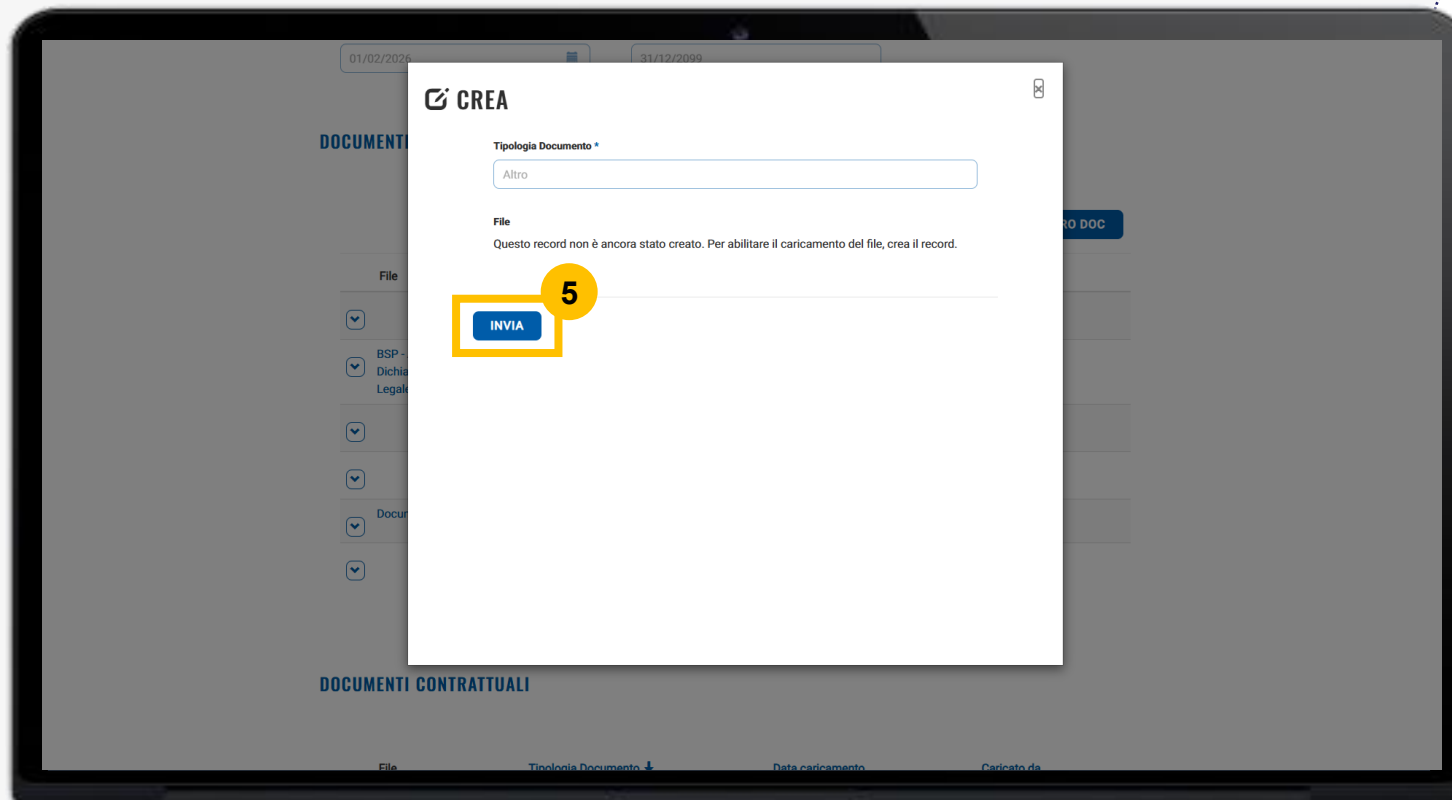 01/02/2026
31/12/2099
CREA
DOCUMENTI
Tipologia Documento *
Altro
File
RO DOC
Questo record non è ancora stato creato. Per abilitare il caricamento del file, crea il record.
File
5
INVIA
BSP -
Dichia
Legale
Docum
DOCUMENTI CONTRATTUALI
File
Tipologia Documento
Data caricamento
Caricato da